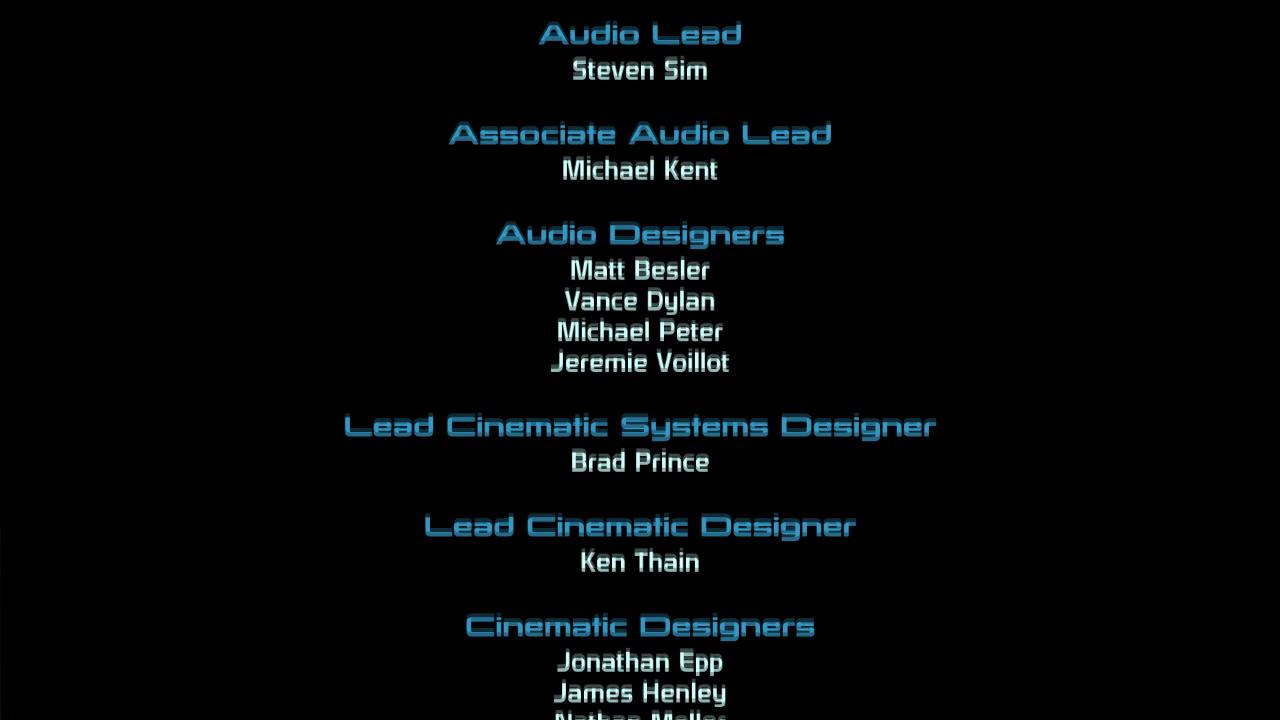 Audio Lead
Steven Sim
Associate Audio Lead
Michael Kent
Audio Designers
Matt Besler
Vance Dylan
Michael Peter
Jeremie Voillot
Lead Cinematic Systems Designer
Brad Prince
Lead Cinematic Designer
Ken Thain
Cinematic Designers
Jonathan Epp
James Henley
Nathan